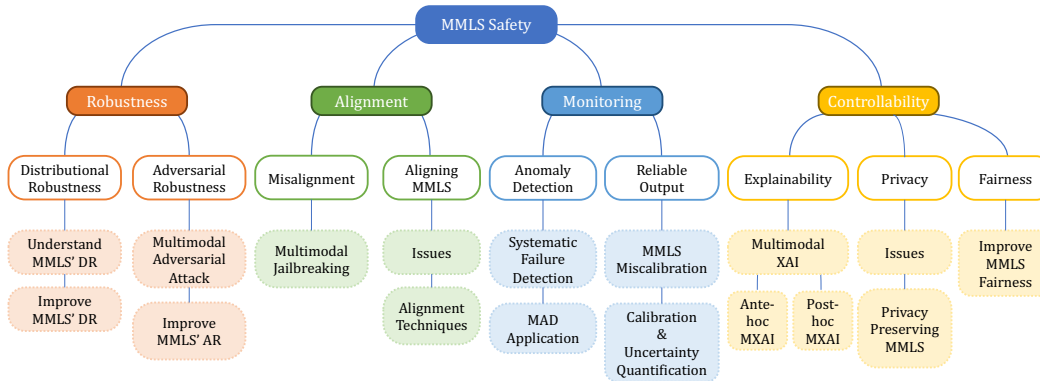 MMLS Safety
Robustness
Alignment
Monitoring
Controllability
Distributional
Robustness
Adversarial
Robustness
Misalignment
Aligning
MMLS
Anomaly
Detection
Reliable
Output
Explainability
Privacy
Fairness
Understand
MMLS' DR
Improve
MMLS' DR
Multimodal
Adversarial
Attack
Improve
MMLS' AR
Multimodal
Jailbreaking
Issues
Alignment
Techniques
Systematic
Failure
Detection
MAD
Application
MMLS
Miscalibration
Calibration
&
Uncertainty
Quantification
Multimodal
XAI
Ante-
hoc
MXAI
Post-
hoc
MXAI
Issues
Privacy
Preserving
MMLS
Improve
MMLS
Fairness